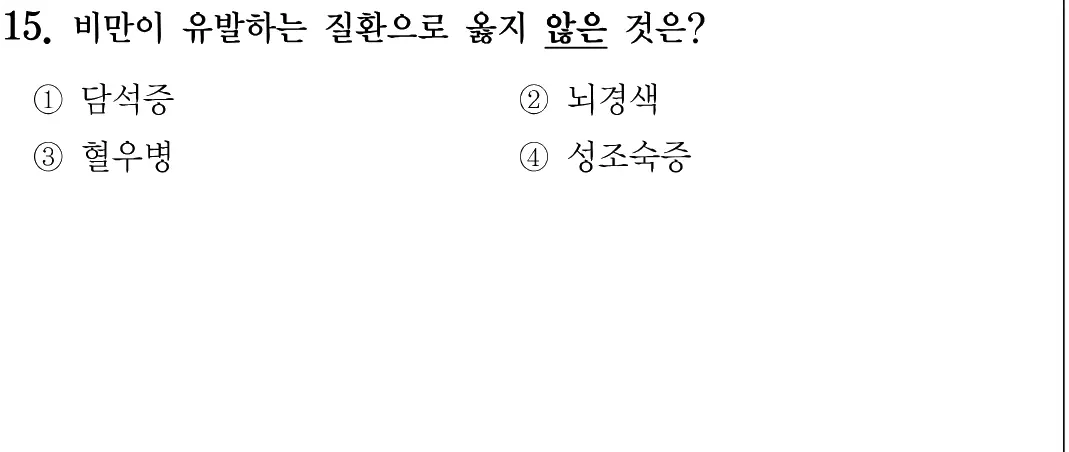 15. 비만이 유발하는 질환으로 옳지 않은 것은?
① 담석증 ② 뇌경색
③ 혈우병 ④ 성조숙증